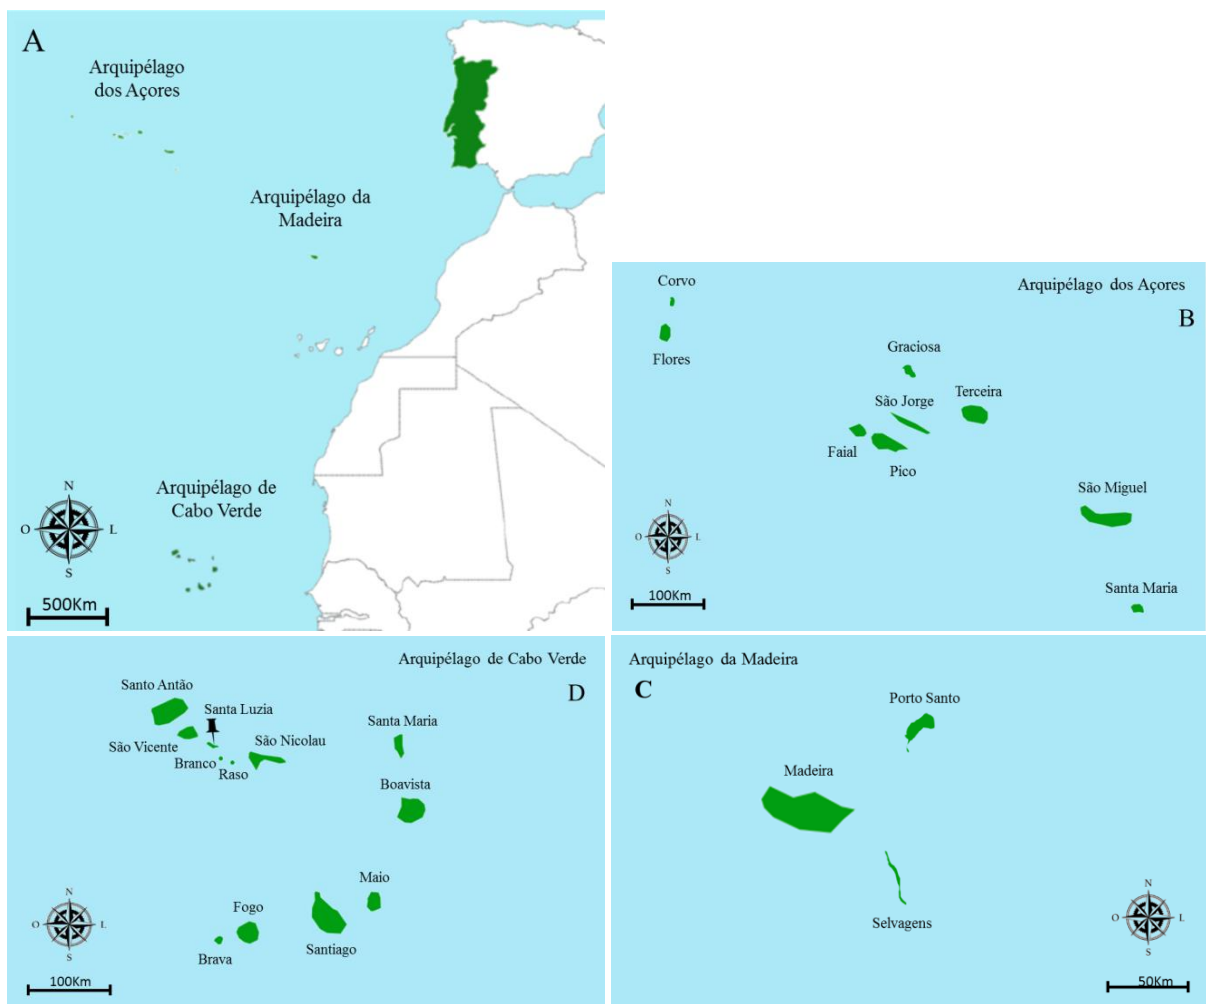 A
Arquipélago
dos Açores
Arquipélago da
Madeira
Arquipélago de
Cabo Verde
N
O
L
S
500Km
Arquipélago dos Açores
B
Corvo
Flores
Graciosa
São Jorge
Terceira
Faial
Pico
São Miguel
Santa Maria
N
O
L
S
100Km
Arquipélago de Cabo Verde
D
Santo Antão
Santa Luzia
São Vicente
Branco
Raso
São Nicolau
Santa Maria
Boavista
Maio
Fogo
Santiago
Brava
N
O
L
S
100Km
Arquipélago da Madeira
C
Porto Santo
Madeira
Selvagens
N
O
L
S
50Km